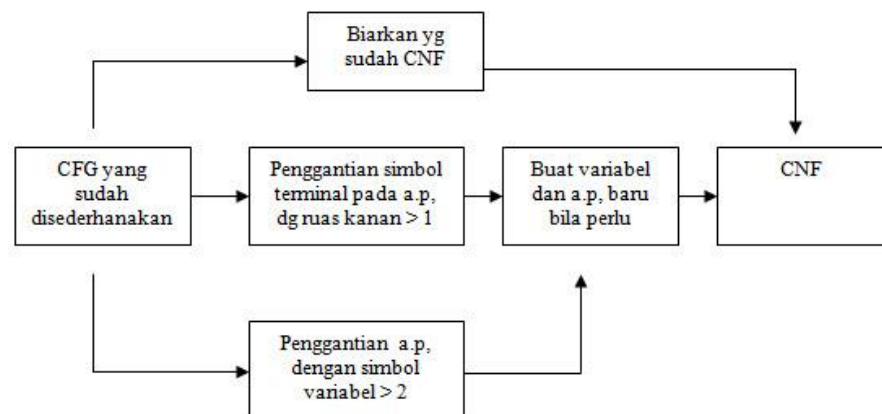 Biarkan yg
sudah CNF
CFG yang
sudah
disederhanakan
Penggantian simbol
terminal pada a.p,
dg ruas kanan > 1
Buat variabel
dan a.p, baru
bila perlu
CNF
Penggantian a.p,
dengan simbol
variabel > 2